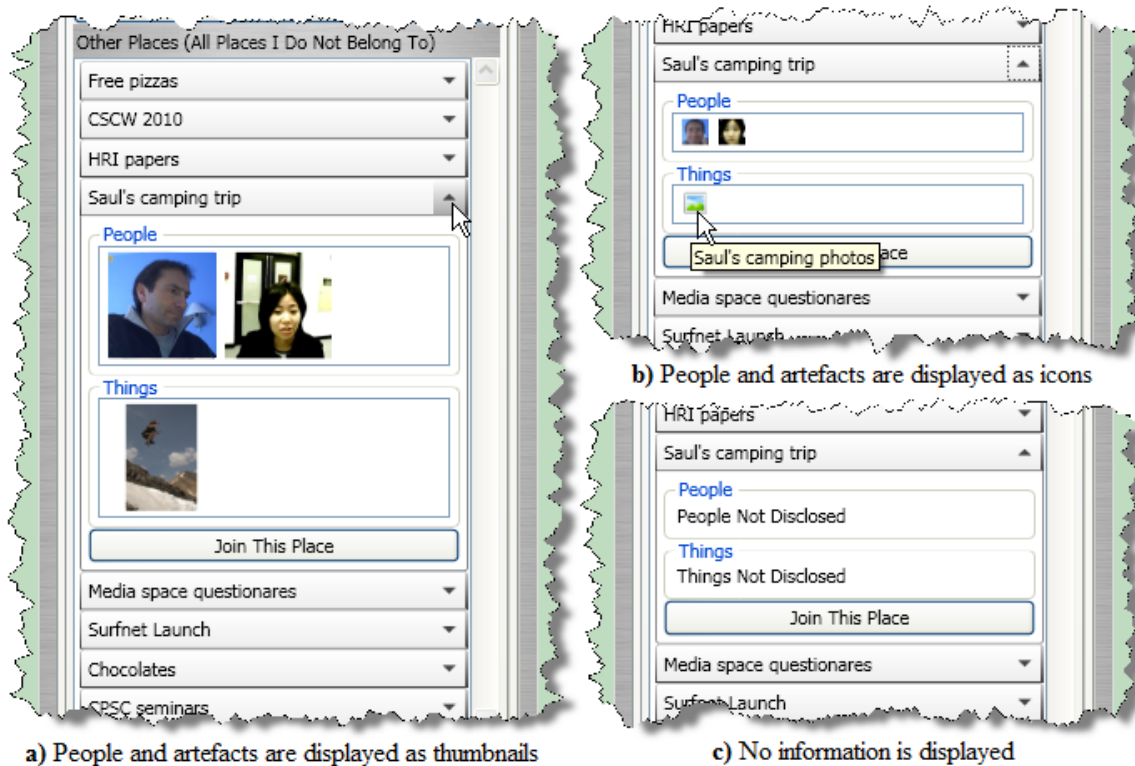 Other Places (All Places I Do Not Belong To)
Free pizzas
CSCW 2010
HRI papers
Saul's camping trip
People
Things
Join This Place
Media space questionares
Surfnet Launch
Chocolates
CPSC seminars
a) People and artefacts are displayed as thumbnails
HRI papers
Saul's camping trip
People
Things
Saul's camping photos
ace
Media space questionares
Surfnet Launch
b) People and artefacts are displayed as icons
HRI papers
Saul's camping trip
People
People Not Disclosed
Things
Things Not Disclosed
Join This Place
Media space questionares
Surfnet Launch
c) No information is displayed